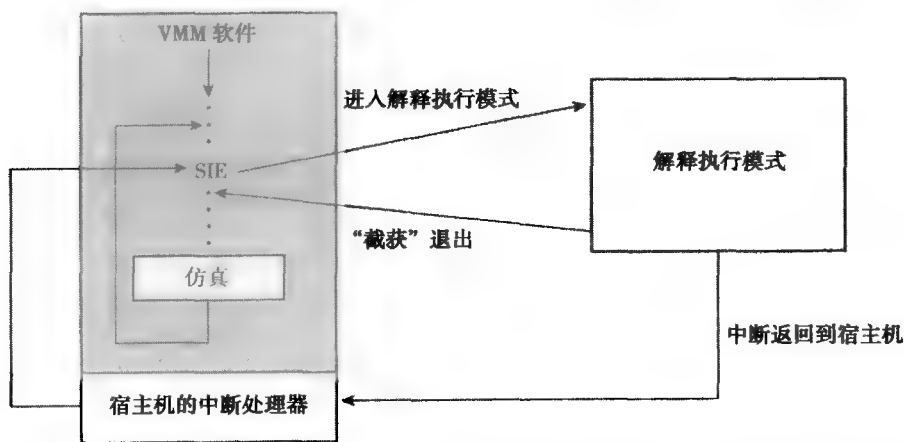 VMM 软件
进入解释执行模式
解释执行模式
SIE
“截获”退出
仿真
中断返回到宿主机
宿主机的中断处理器